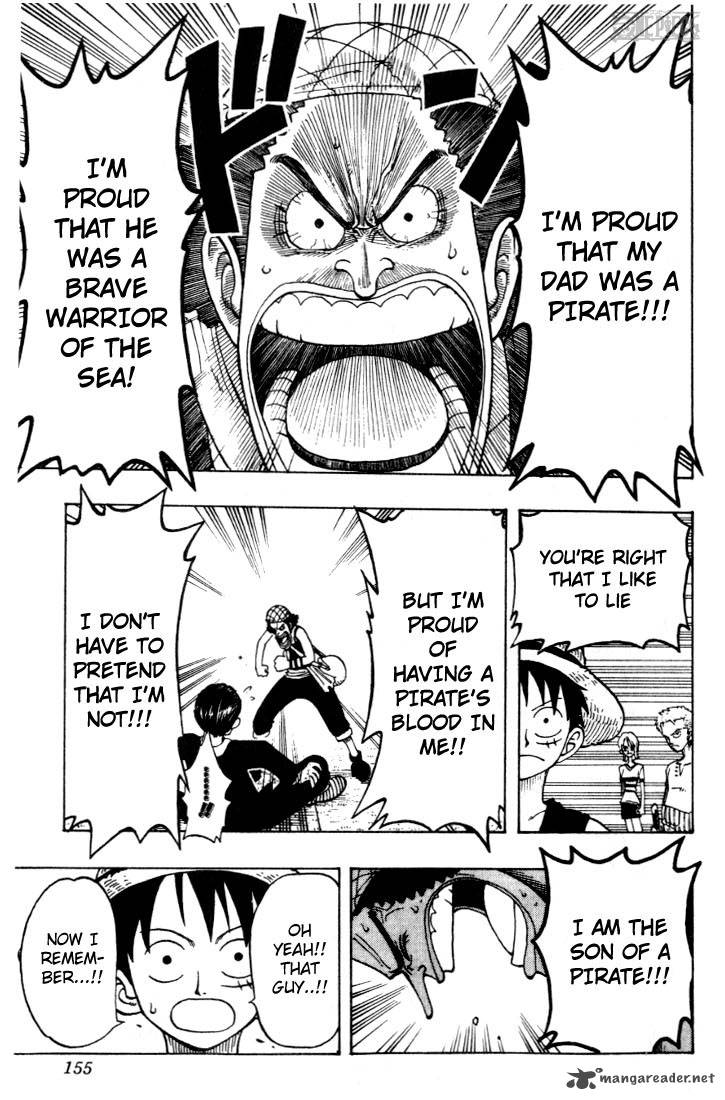 I'M
PROUD
THAT MY
DAD WAS A
PIRATE!!!
I'M
PROUD
THAT HE
WAS A
BRAVE
WARRIOR
OF THE
SEA!
ドン
YOU'RE
RIGHT
THAT I LIKE
TO LIE
BUT I'M
PROUD
OF
HAVING A
PIRATE'S
BLOOD IN
ME!!
I DON'T
HAVE TO
PRETEND
THAT I'M
NOT!!!
......!!
I AM THE
SON OF A
PIRATE!!!
OH
YEAH!!
THAT
GUY..!!
NOW I
REMEM-
BER...!!
155
mangareader.net